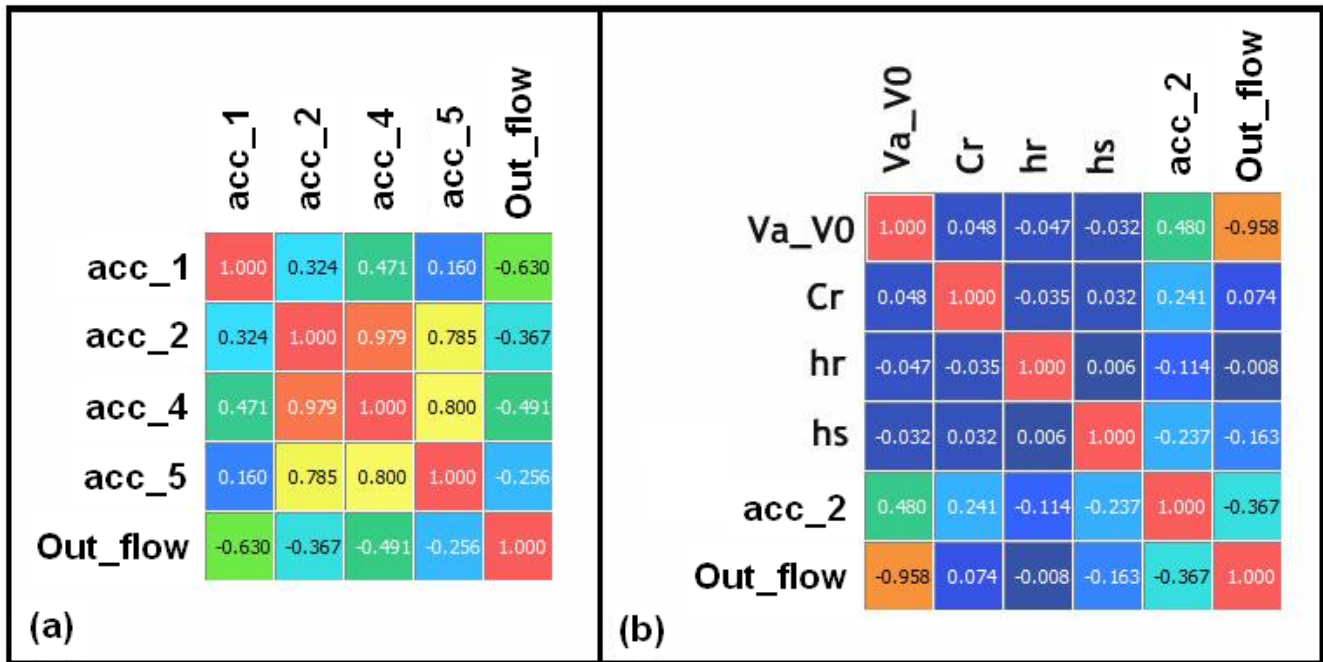 acc_1 acc_2 acc_4 acc_5 Out_flow
acc_1 1.000 0.324 0.471 0.160 -0.630
acc_2 0.324 1.000 0.979 0.785 -0.367
acc_4 0.471 0.979 1.000 0.800 -0.491
acc_5 0.160 0.785 0.800 1.000 -0.256
Out_flow -0.630 -0.367 -0.491 -0.256 1.000
(a)
Va_V0 Cr hr hs acc_2 Out_flow
Va_V0 1.000 0.048 -0.047 -0.032 0.480 -0.958
Cr 0.048 1.000 -0.035 0.032 0.241 0.074
hr -0.047 -0.035 1.000 0.006 -0.114 -0.008
hs -0.032 0.032 0.006 1.000 -0.237 -0.163
acc_2 0.480 0.241 -0.114 -0.237 1.000 -0.367
Out_flow -0.958 0.074 -0.008 -0.163 -0.367 1.000
(b)